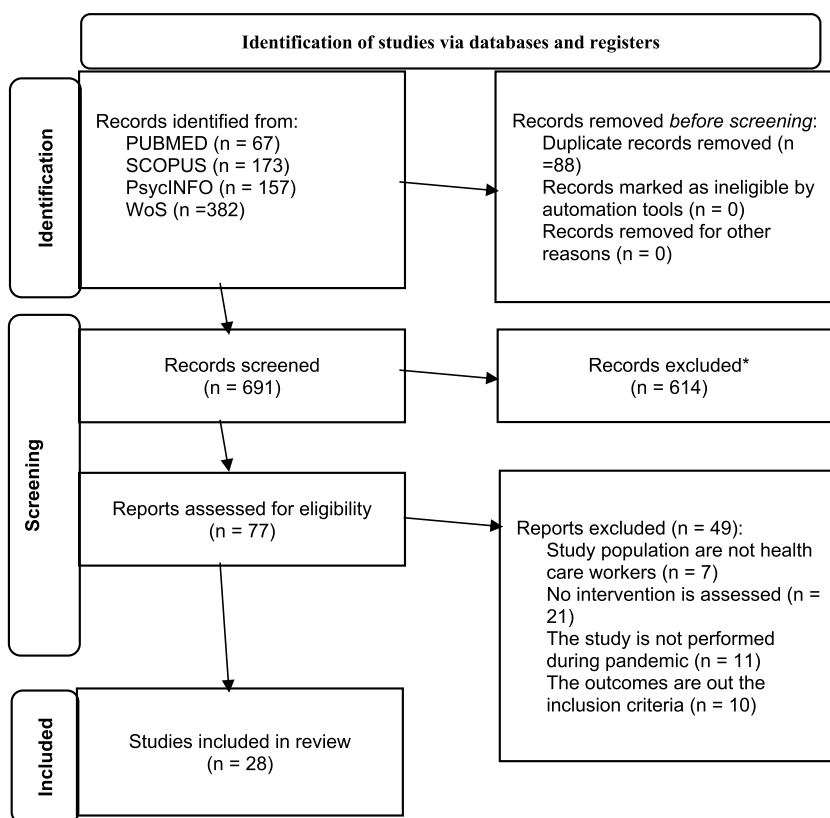 Identification of studies via databases and registers
Identification
Records identified from:
PUBMED (n = 67)
SCOPUS (n = 173)
PsycINFO (n = 157)
WoS (n =382)
Records removed before screening:
Duplicate records removed (n
=88)
Records marked as ineligible by
automation tools (n = 0)
Records removed for other
reasons (n = 0)
Screening
Records screened
(n = 691)
Records excluded*
(n = 614)
Reports assessed for eligibility
(n = 77)
Reports excluded (n = 49):
Study population are not health
care workers (n = 7)
No intervention is assessed (n =
21)
The study is not performed
during pandemic (n = 11)
The outcomes are out the
inclusion criteria (n = 10)
Included
Studies included in review
(n = 28)